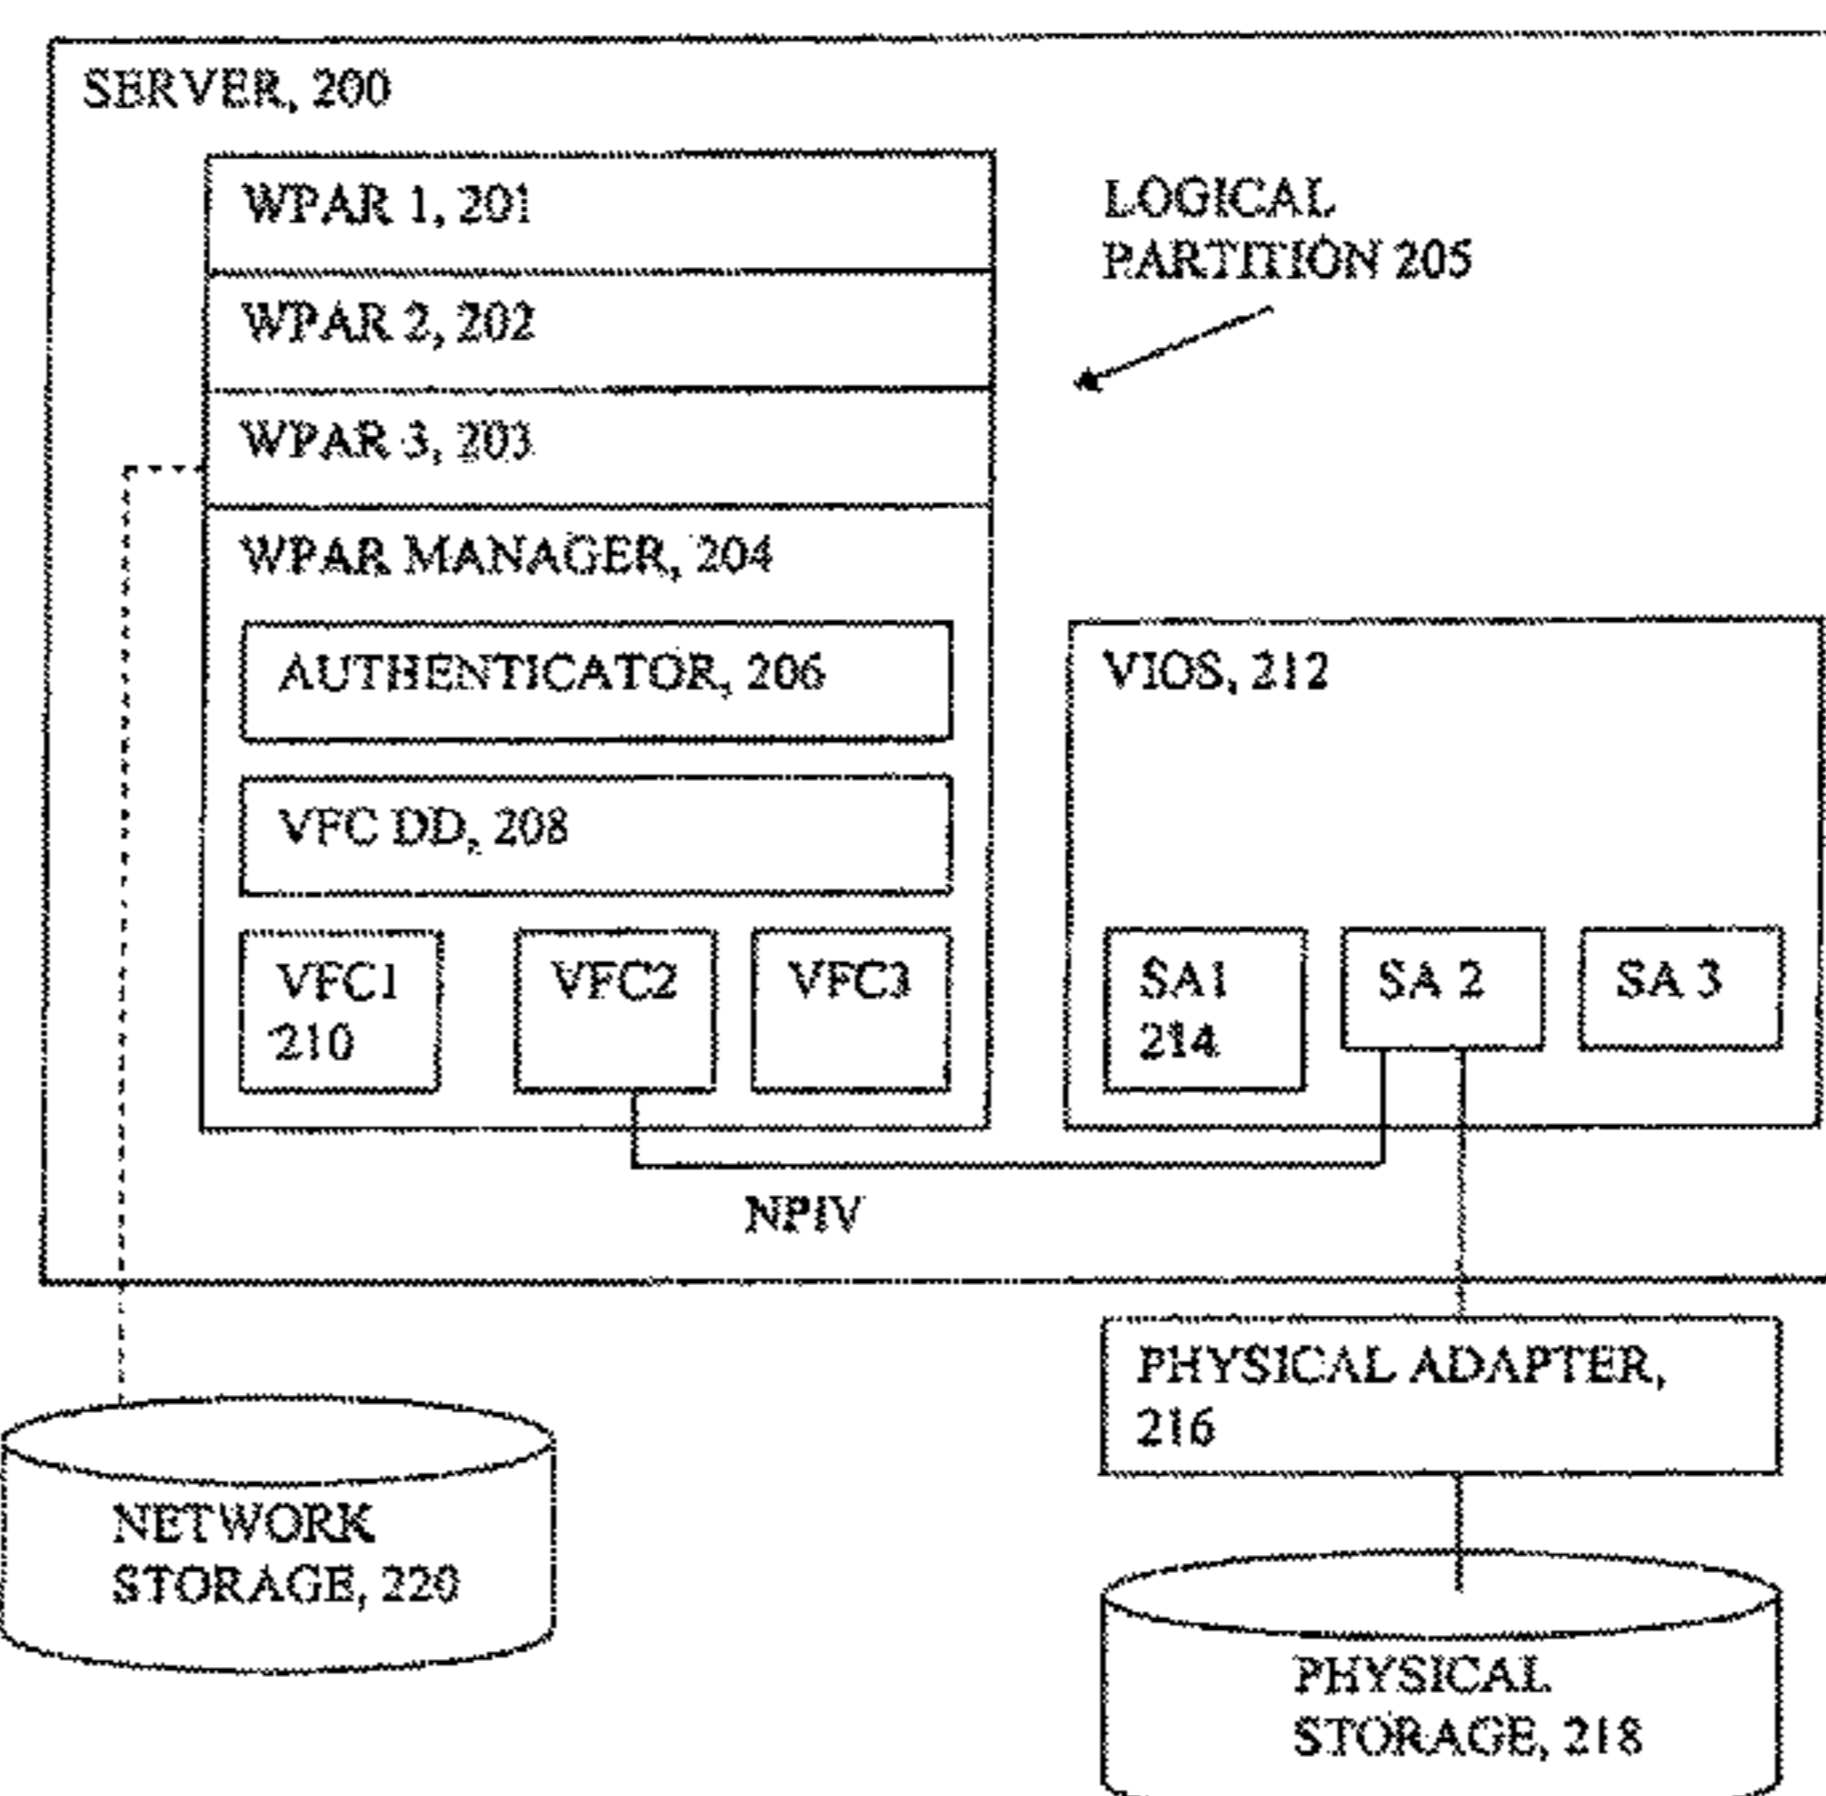 SERVER, 200
WPAR 1, 201
LOGICAL
PARTITION 205
WPAR 2, 202
WPAR 3, 203
WPAR MANAGER, 204
AUTHENTICATOR, 206
VIOS, 212
VFC DD, 208
VFC1
210
VFC2
VFC3
SA1
214
SA 2
SA 3
NPIV
PHYSICAL ADAPTER,
216
NETWORK
STORAGE, 220
PHYSICAL
STORAGE, 218